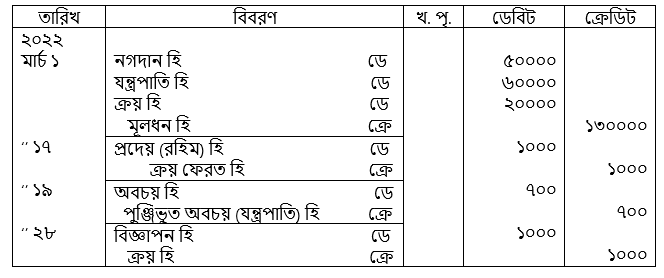 তারিখ বিবরণ খ. পৃ. ডেবিট ক্রেডিট
২০২২
মার্চ ১ নগদান হি ডে ৫০০০০
যন্ত্রপাতি হি ডে ৬০০০০
ক্রয় হি ডে ২০০০০
মূলধন হি ক্রে ১৩০০০০
″ ১৭ প্রদেয় (রহিম) হি ডে ১০০০
ক্রয় ফেরত হি ক্রে ১০০০
″ ১৯ অবচয় হি ডে ৭০০
পুঞ্জিভূত অবচয় (যন্ত্রপাতি) হি ক্রে ৭০০
″ ২৮ বিজ্ঞাপন হি ডে ১০০০
ক্রয় হি ক্রে ১০০০